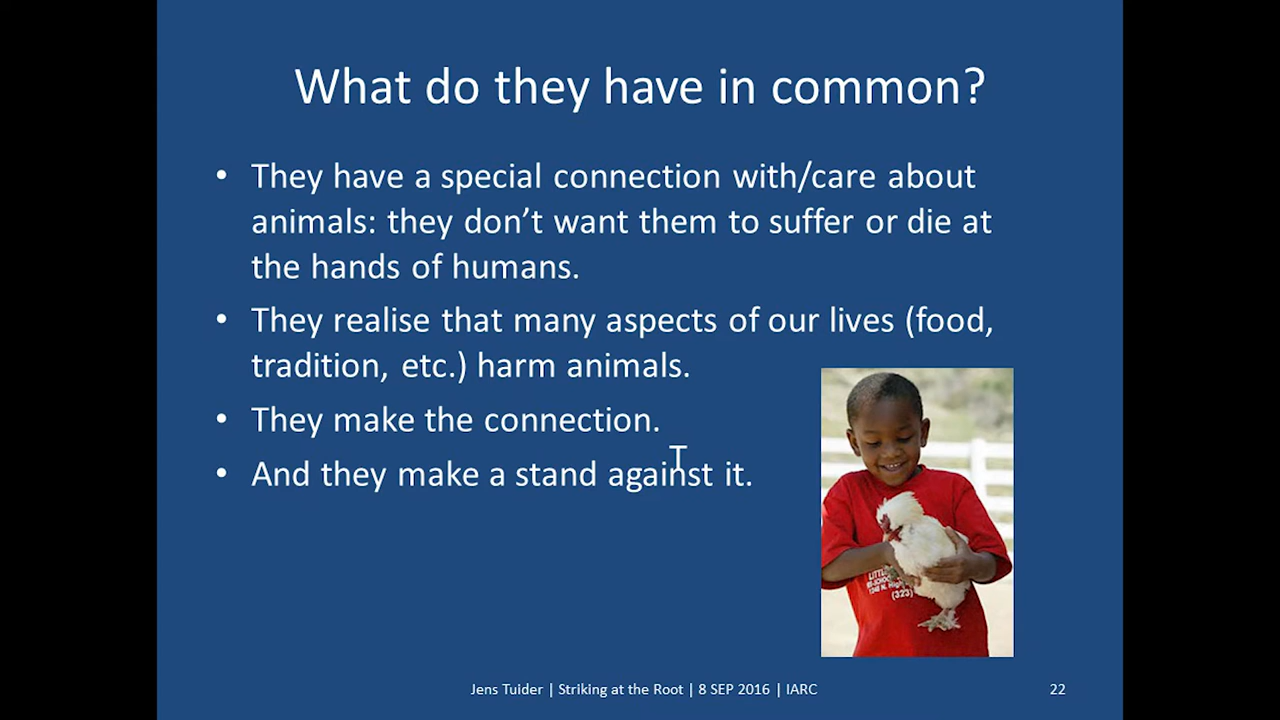 What do they have in common?
• They have a special connection with/care about
animals: they don’t want them to suffer or die at
the hands of humans.
• They realise that many aspects of our lives (food,
tradition, etc.) harm animals.
• They make the connection.
• And they make a stand against it.
(323)
Jens Tuider | Striking at the Root | 8 SEP 2016 | IARC
22